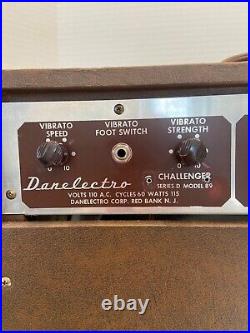 VIBRATO SPEED
VIBRATO FOOT SWITCH
VIBRATO STRENGTH
0 10
0 10
Danelectro
CHALLENGER
SERIES D MODEL 89
VOLTS 110 A.C. CYCLES 60 WATTS 115
DANELECTRO CORP. RED BANK N. J.